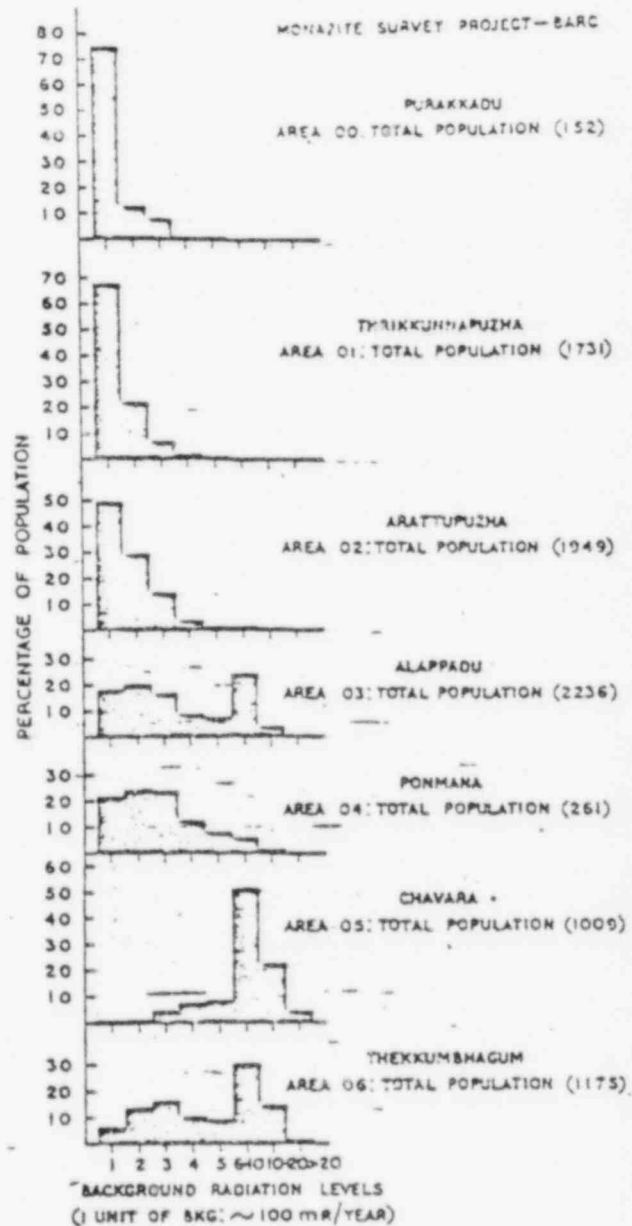 MONAZITE SURVEY PROJECT—BARC
PERCENTAGE OF POPULATION
80
70
60
50
40
30
20
10
PURAKKADU
AREA 00: TOTAL POPULATION (152)
70
60
50
40
30
20
10
THRIKKUNNAPUZHA
AREA 01: TOTAL POPULATION (1731)
50
40
30
20
10
ARATTUPUZHA
AREA 02: TOTAL POPULATION (1949)
30
20
10
ALAPPADU
AREA 03: TOTAL POPULATION (2236)
30
20
10
PONMANA
AREA 04: TOTAL POPULATION (261)
60
50
40
30
20
10
CHAVARA
AREA 05: TOTAL POPULATION (1009)
30
20
10
THEKKUMBHAGUM
AREA 06: TOTAL POPULATION (1175)
1 2 3 4 5 6-10 10-20 >20
BACKGROUND RADIATION LEVELS
(1 UNIT OF BKG: ~100 mR/YEAR)